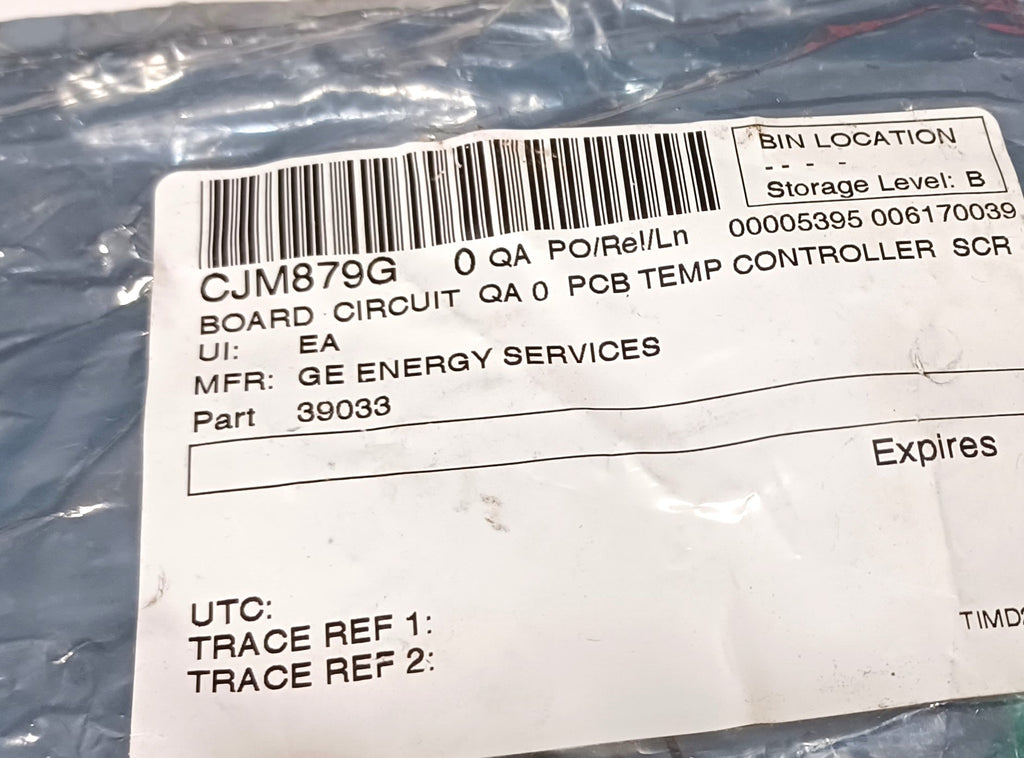 BIN LOCATION
- - - -
Storage Level: B
CJM879G 0 QA PO/Rel/Ln 00005395 006170039
BOARD CIRCUIT QA 0 PCB TEMP CONTROLLER SCR
UI: EA
MFR: GE ENERGY SERVICES
Part 39033
Expires
UTC:
TRACE REF 1:
TRACE REF 2: